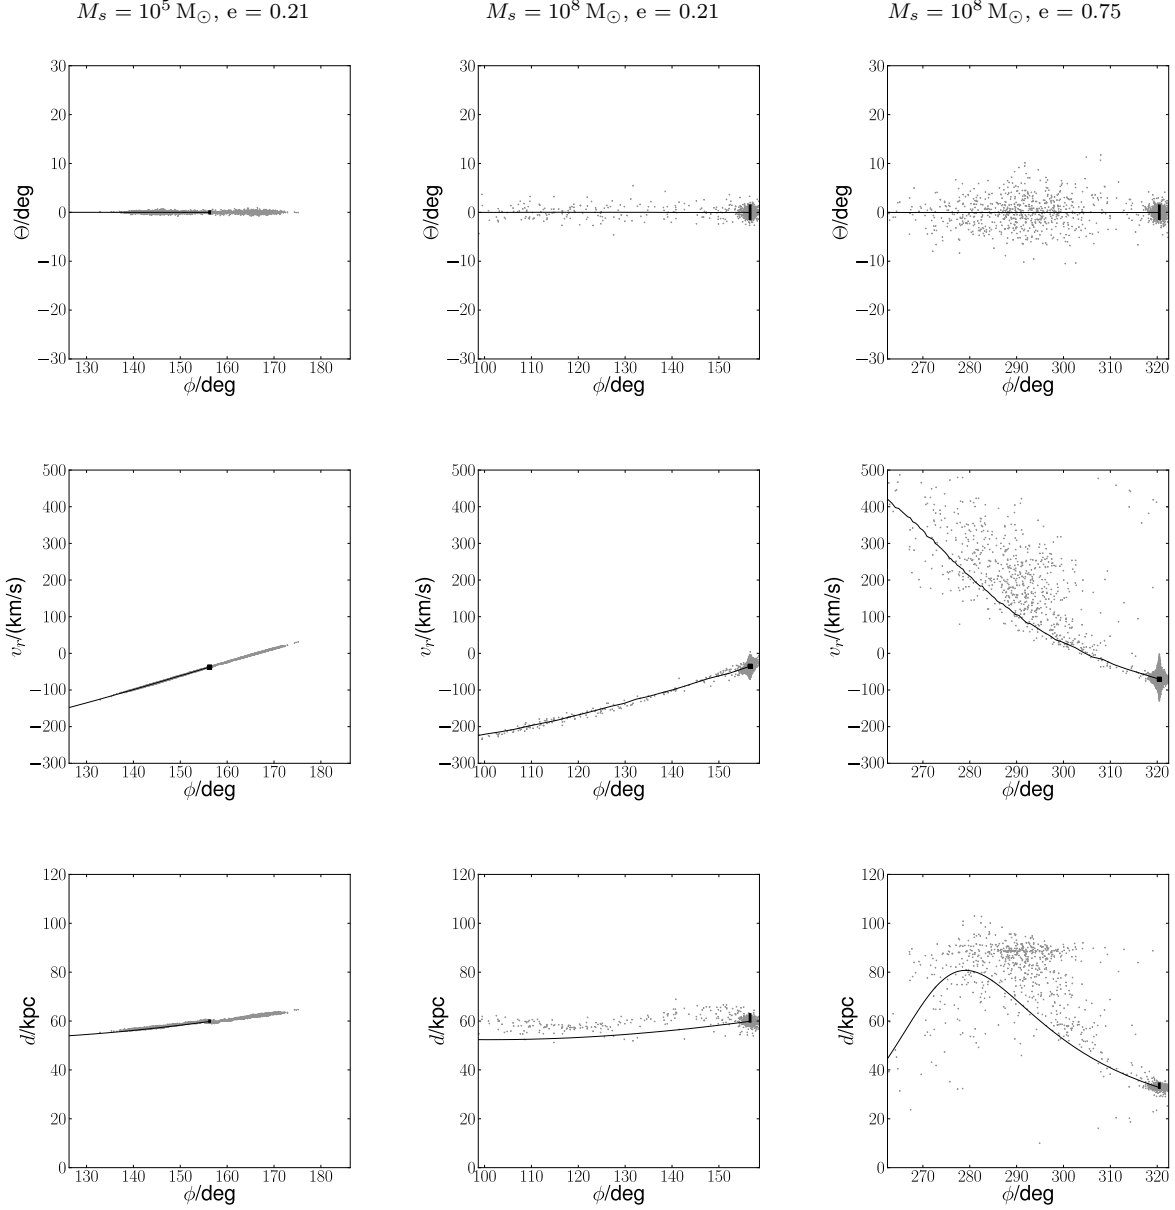 M_s = 10^5 M_⊙, e = 0.21 M_s = 10^8 M_⊙, e = 0.21 M_s = 10^8 M_⊙, e = 0.75
30 30 30
20 20 20
10 10 10
0 0 0
−10 −10 −10
−20 −20 −20
−30 −30 −30
Θ/deg Θ/deg Θ/deg
130 140 150 160 170 180 100 110 120 130 140 150 270 280 290 300 310 320
ϕ/deg ϕ/deg ϕ/deg
500 500 500
400 400 400
300 300 300
200 200 200
100 100 100
0 0 0
−100 −100 −100
−200 −200 −200
−300 −300 −300
v_r/(km/s) v_r/(km/s) v_r/(km/s)
130 140 150 160 170 180 100 110 120 130 140 150 270 280 290 300 310 320
ϕ/deg ϕ/deg ϕ/deg
120 120 120
100 100 100
80 80 80
60 60 60
40 40 40
20 20 20
0 0 0
d/kpc d/kpc d/kpc
130 140 150 160 170 180 100 110 120 130 140 150 270 280 290 300 310 320
ϕ/deg ϕ/deg ϕ/deg